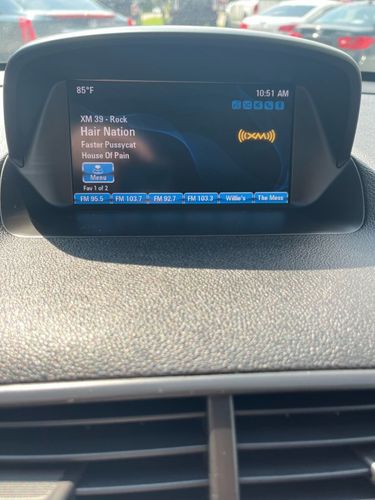 85°F
10:51 AM
XM 39 - Rock
Hair Nation
Faster Pussycat
House Of Pain
XM
Menu
Fav 1 of 2
FM 95.5
FM 103.7
FM 92.7
FM 103.3
Willie's
The Mess